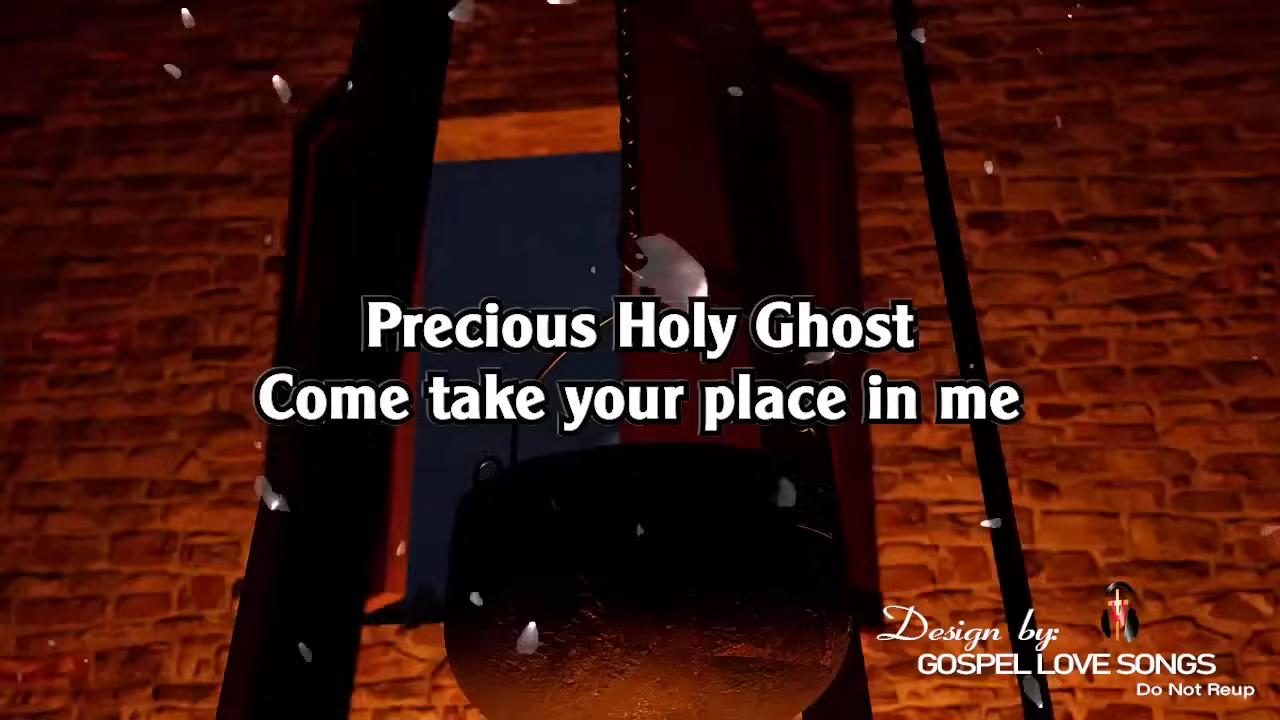 Precious Holy Ghost
Come take your place in me
Design by:
GOSPEL LOVE SONGS
Do Not Reup